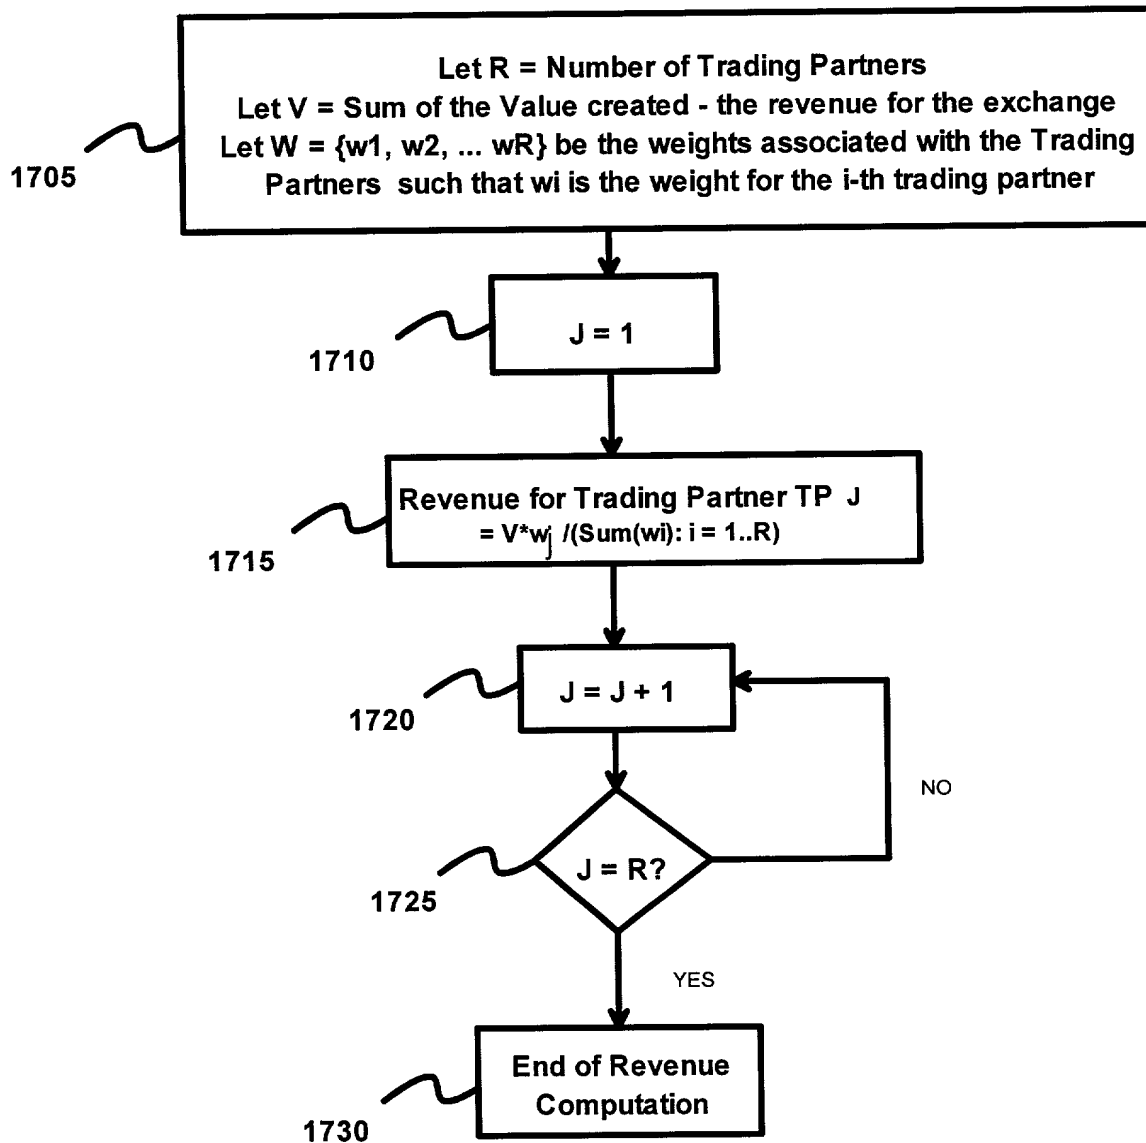 Let R = Number of Trading Partners
Let V = Sum of the Value created - the revenue for the exchange
Let W = {w1, w2, ... wR} be the weights associated with the Trading
Partners such that wi is the weight for the i-th trading partner
1705
J = 1
1710
Revenue for Trading Partner TP J
= V*wj /(Sum(wi): i = 1..R)
1715
J = J + 1
1720
NO
J = R?
1725
YES
End of Revenue
Computation
1730